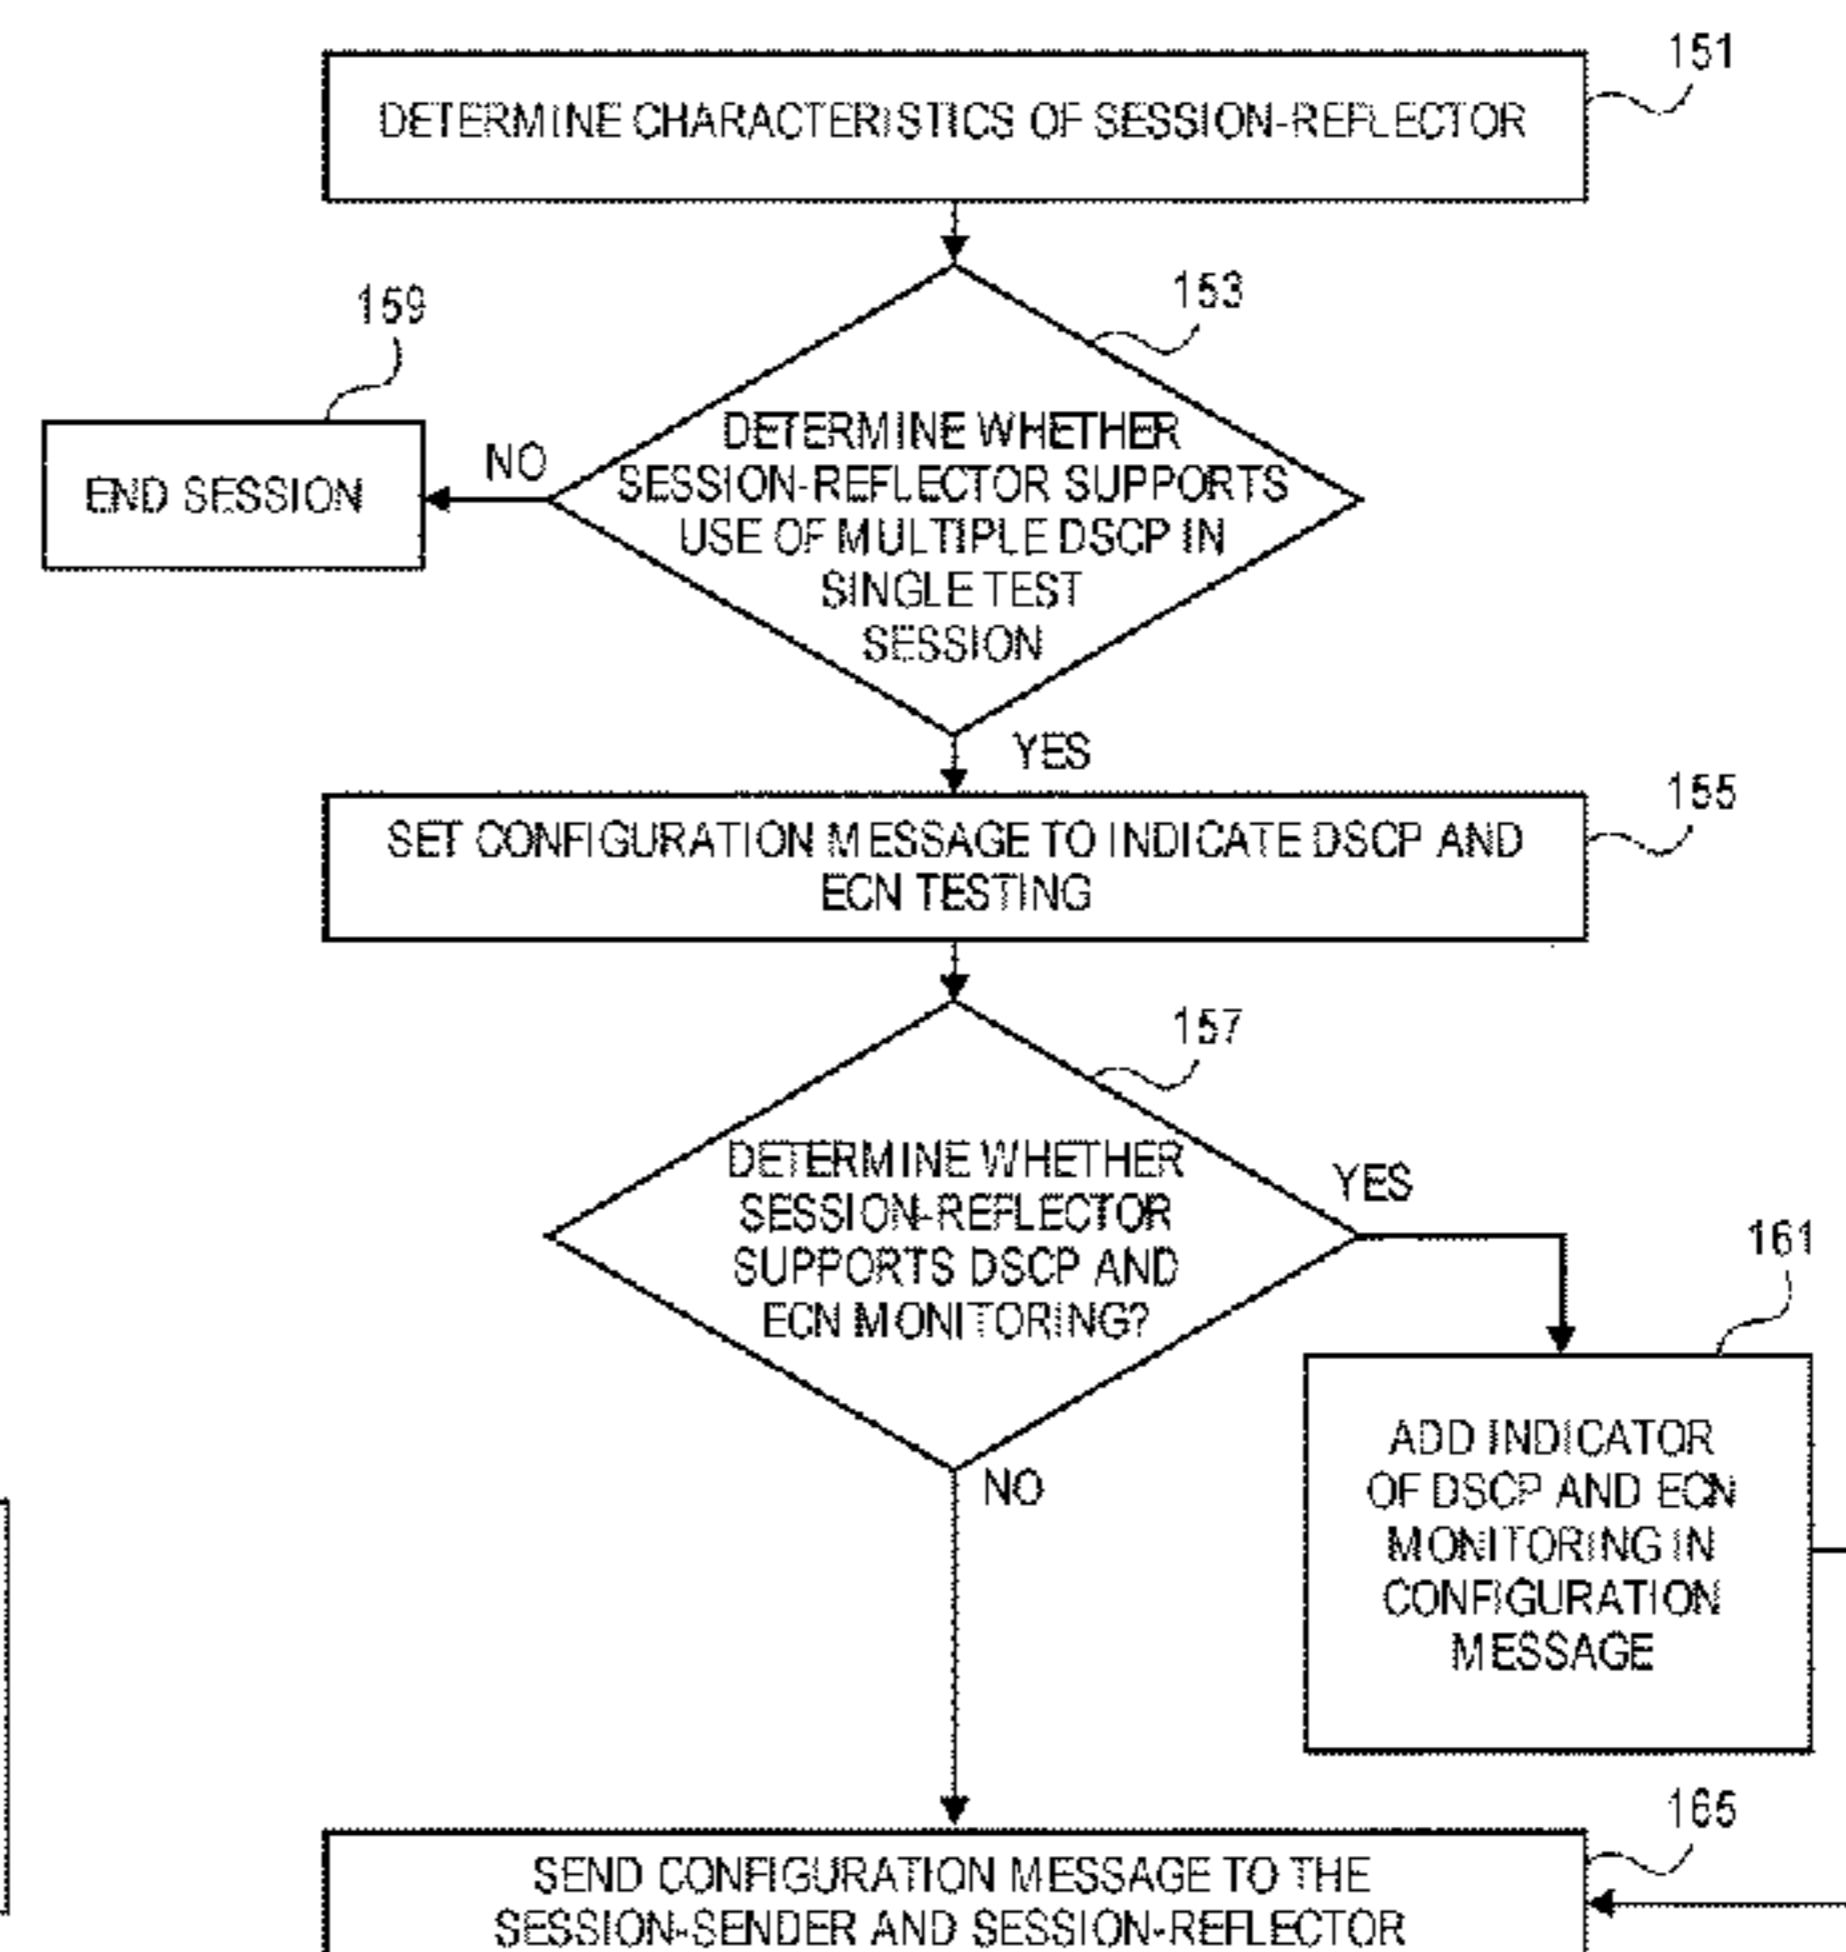 151
DETERMINE CHARACTERISTICS OF SESSION-REFLECTOR
153
159
DETERMINE WHETHER
SESSION-REFLECTOR SUPPORTS
USE OF MULTIPLE DSCP IN
SINGLE TEST
SESSION
NO
END SESSION
YES
155
SET CONFIGURATION MESSAGE TO INDICATE DSCP AND
ECN TESTING
157
DETERMINE WHETHER
SESSION-REFLECTOR
SUPPORTS DSCP AND
ECN MONITORING?
YES
161
ADD INDICATOR
OF DSCP AND ECN
MONITORING IN
CONFIGURATION
MESSAGE
NO
165
SEND CONFIGURATION MESSAGE TO THE
SESSION-SENDER AND SESSION-REFLECTOR